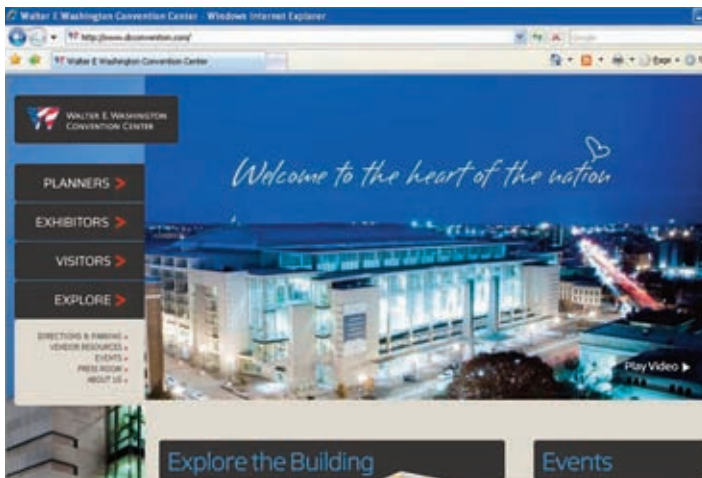 Walter E Washington Convention Center - Windows Internet Explorer
http://www.dcconvention.com/
Google
Walter E Washington Convention Center
Page
WALTER E. WASHINGTON
CONVENTION CENTER
Welcome to the heart of the nation
PLANNERS >
EXHIBITORS >
VISITORS >
EXPLORE >
DIRECTIONS & PARKING
VENDOR RESOURCES
EVENTS
PRESS ROOM
ABOUT US
Play Video
Explore the Building
Events